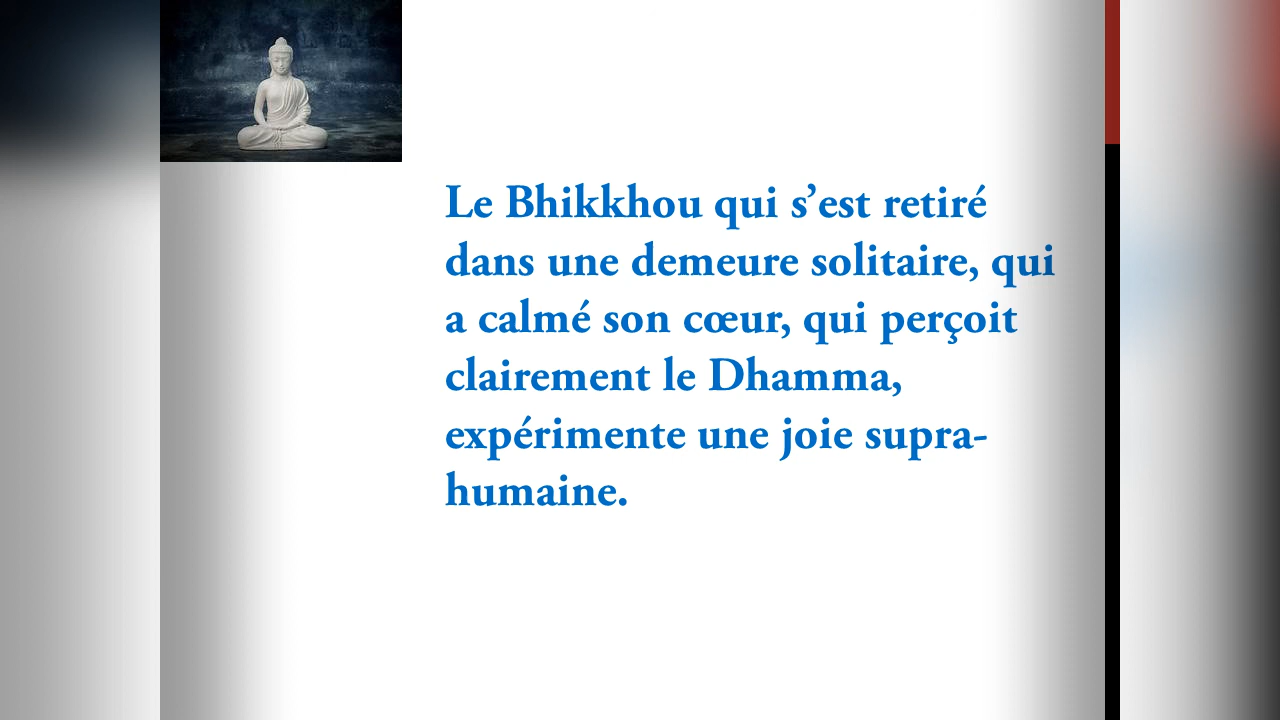 Le Bhikkhou qui s’est retiré
dans une demeure solitaire, qui
a calmé son cœur, qui perçoit
clairement le Dhamma,
expérimente une joie supra-
humaine.